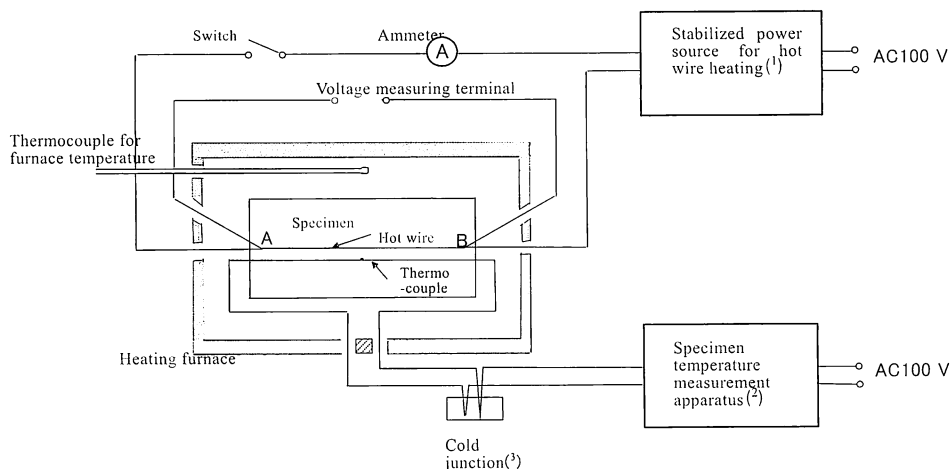 Switch
Ammeter
A
Stabilized power
source for hot
wire heating(¹)
AC100 V
Voltage measuring terminal
Thermocouple for
furnace temperature
Specimen
A
Hot wire
B
Thermo
-couple
Heating furnace
Specimen
temperature
measurement
apparatus(²)
AC100 V
Cold
junction(³)